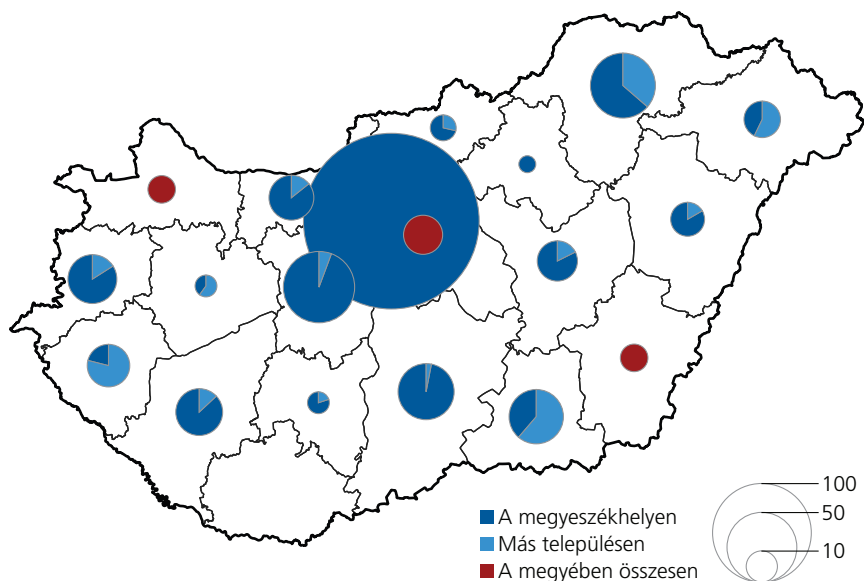 100
A megyeszékhelyen
50
Más településen
10
A megyében összesen